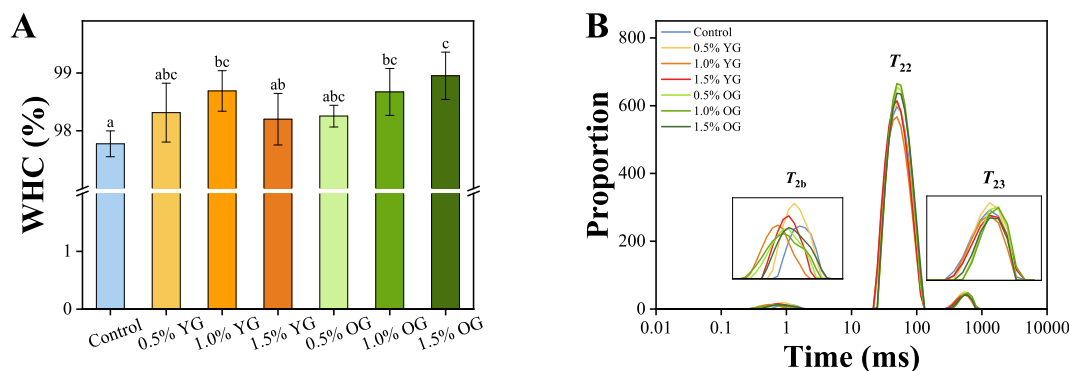 A
WHC (%)
99
98
1
0
a
abc
bc
ab
abc
bc
c
Control
0.5% YG
1.0% YG
1.5% YG
0.5% OG
1.0% OG
1.5% OG
B
Proportion
800
600
400
200
0
Control
0.5% YG
1.0% YG
1.5% YG
0.5% OG
1.0% OG
1.5% OG
T22
T2b
T23
0.01
0.1
1
10
100
1000
10000
Time (ms)